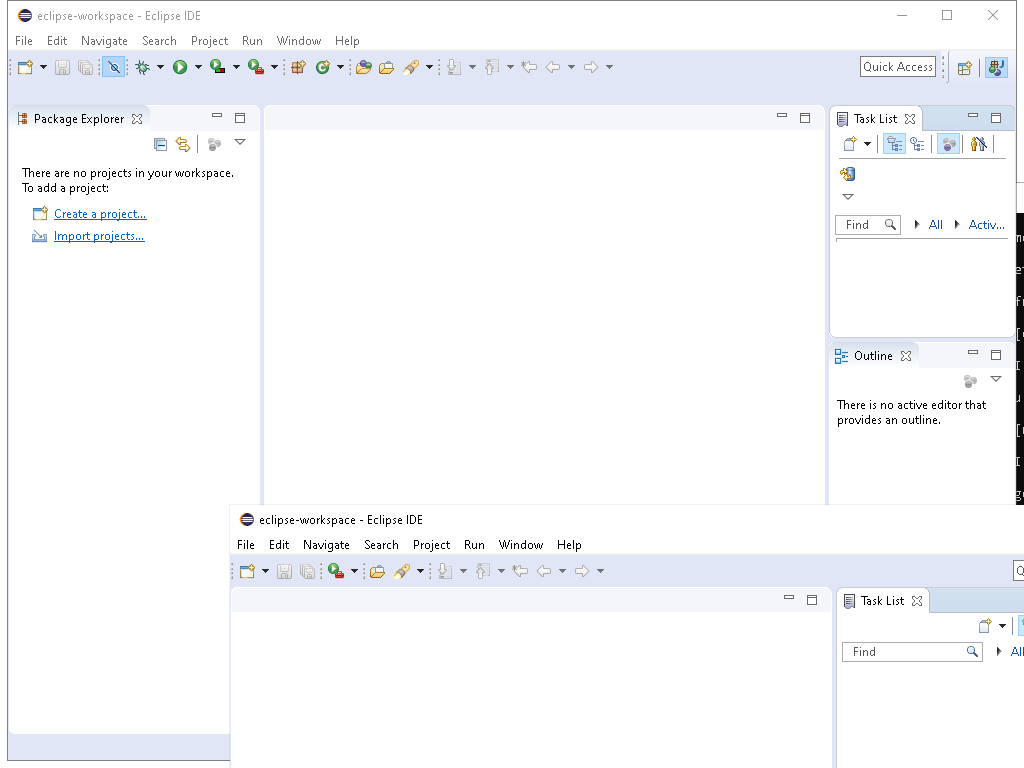 eclipse-workspace - Eclipse IDE
File Edit Navigate Search Project Run Window Help
Quick Access
Package Explorer
There are no projects in your workspace.
To add a project:
Create a project...
Import projects...
Task List
Find All Activ...
Outline
There is no active editor that
provides an outline.
eclipse-workspace - Eclipse IDE
File Edit Navigate Search Project Run Window Help
Task List
Find All